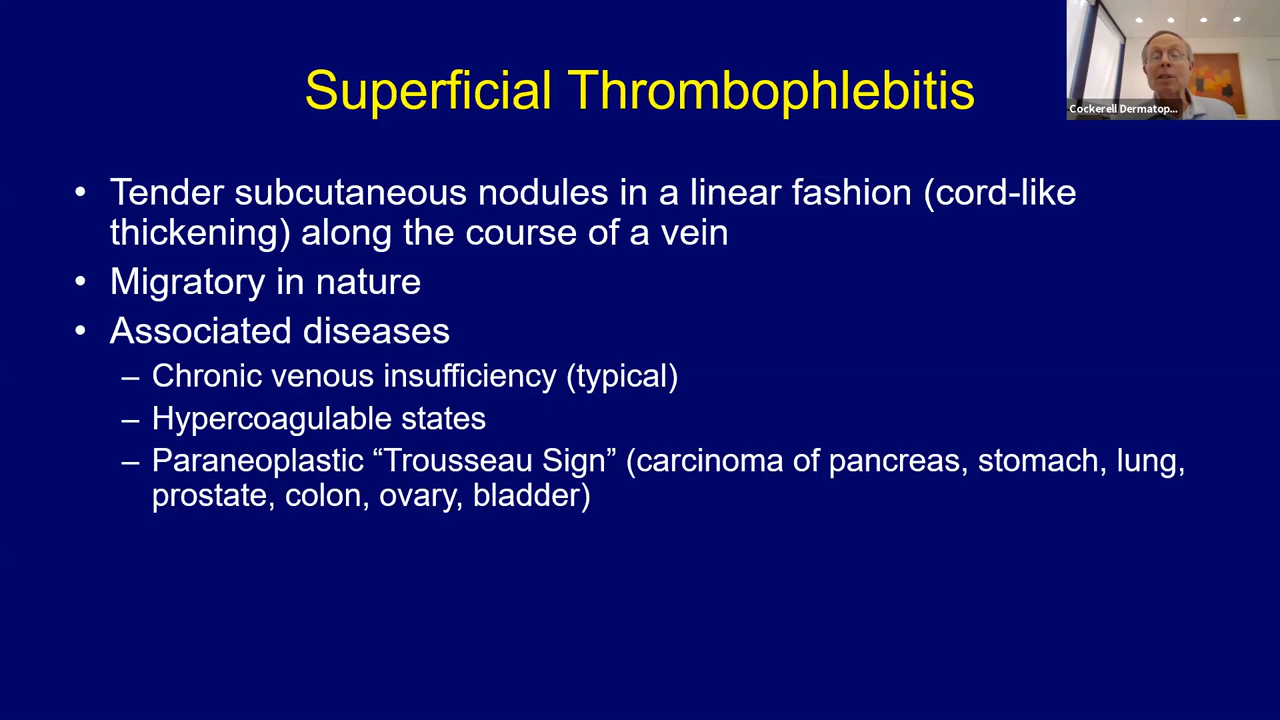 Superficial Thrombophlebitis
Cockerell Dermatop...
• Tender subcutaneous nodules in a linear fashion (cord-like
thickening) along the course of a vein
• Migratory in nature
• Associated diseases
– Chronic venous insufficiency (typical)
– Hypercoagulable states
– Paraneoplastic “Trousseau Sign” (carcinoma of pancreas, stomach, lung,
prostate, colon, ovary, bladder)